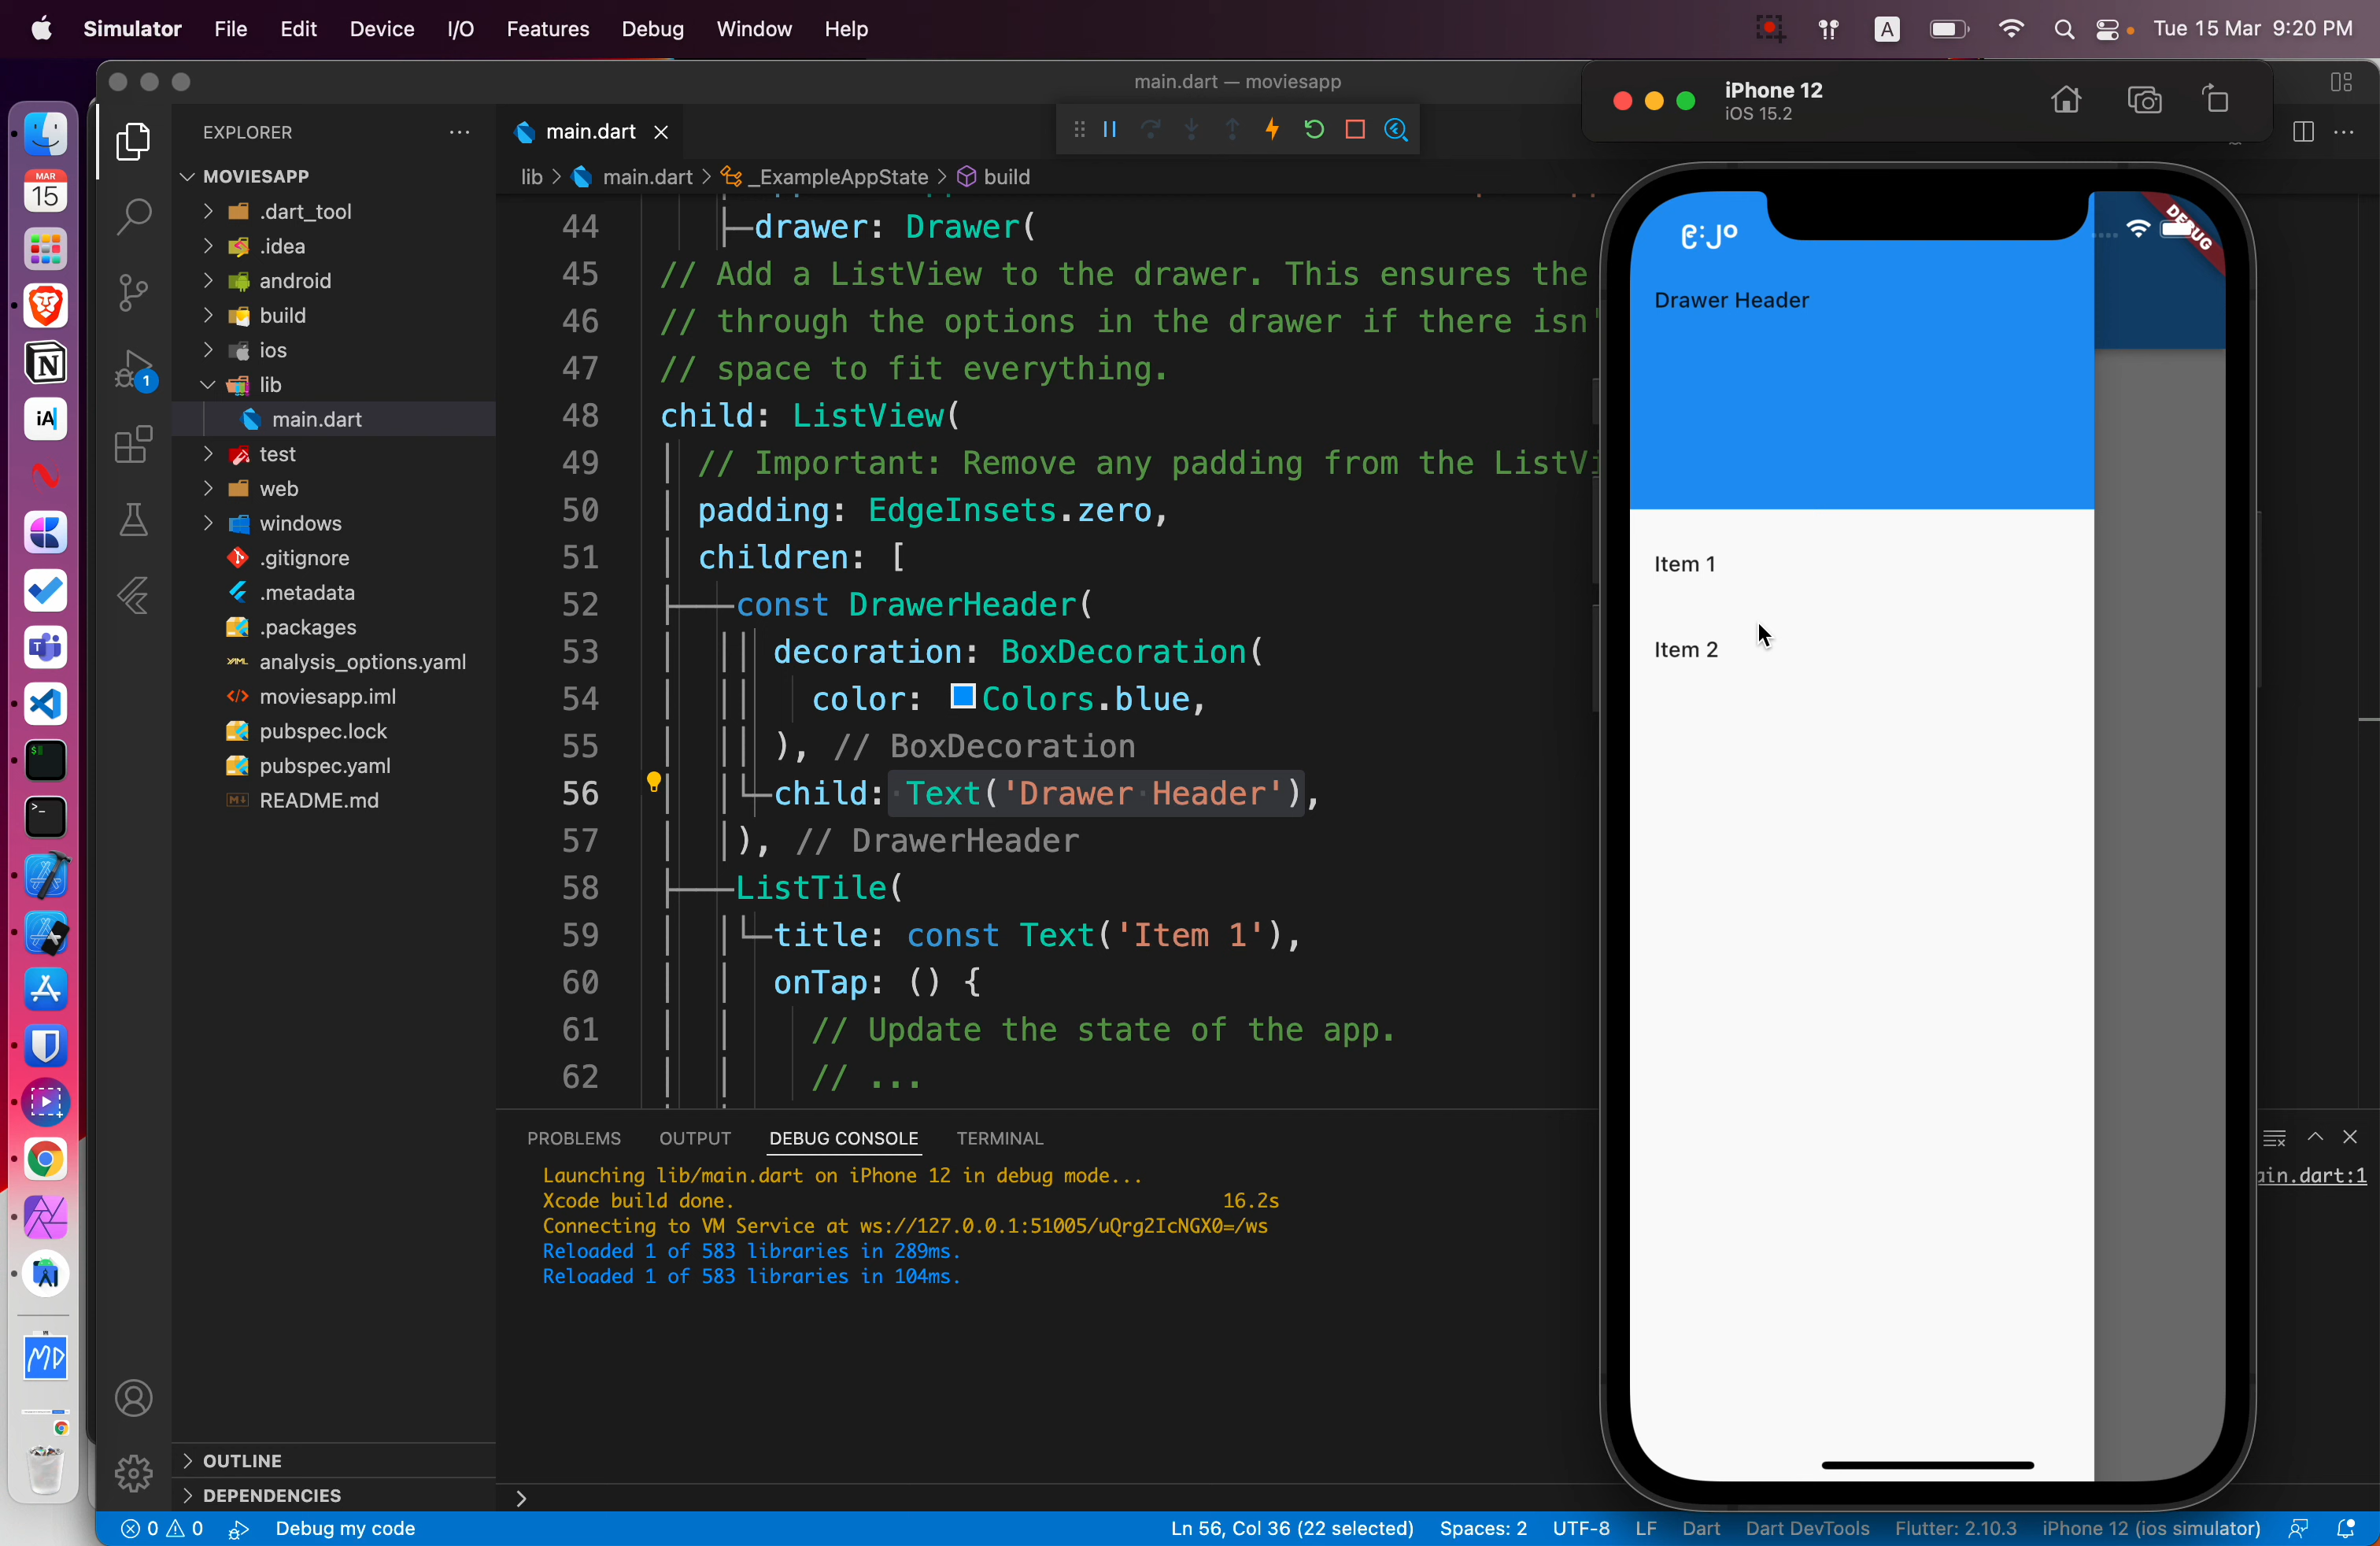 Simulator File Edit Device I/O Features Debug Window Help A Tue 15 Mar 9:20 PM
main.dart — moviesapp
iPhone 12
iOS 15.2
EXPLORER
main.dart
lib > main.dart > _ExampleAppState > build
MAR
15
MOVIESAPP
.dart_tool
.idea
android
build
ios
lib
main.dart
test
web
windows
.gitignore
.metadata
.packages
analysis_options.yaml
moviesapp.iml
pubspec.lock
pubspec.yaml
README.md
1
OUTLINE
DEPENDENCIES
44 drawer: Drawer(
45 // Add a ListView to the drawer. This ensures the
46 // through the options in the drawer if there isn'
47 // space to fit everything.
48 child: ListView(
49 // Important: Remove any padding from the ListVi
50 padding: EdgeInsets.zero,
51 children: [
52 const DrawerHeader(
53 decoration: BoxDecoration(
54 color: Colors.blue,
55 ), // BoxDecoration
56 child: Text('Drawer Header'),
57 ), // DrawerHeader
58 ListTile(
59 title: const Text('Item 1'),
60 onTap: () {
61 // Update the state of the app.
62 // ...
PROBLEMS OUTPUT DEBUG CONSOLE TERMINAL
Launching lib/main.dart on iPhone 12 in debug mode...
Xcode build done. 16.2s
Connecting to VM Service at ws://127.0.0.1:51005/uQrg2IcNGX0=/ws
Reloaded 1 of 583 libraries in 289ms.
Reloaded 1 of 583 libraries in 104ms.
ain.dart:1
DEBUG
Drawer Header
Item 1
Item 2
0 0 Debug my code Ln 56, Col 36 (22 selected) Spaces: 2 UTF-8 LF Dart Dart DevTools Flutter: 2.10.3 iPhone 12 (ios simulator)